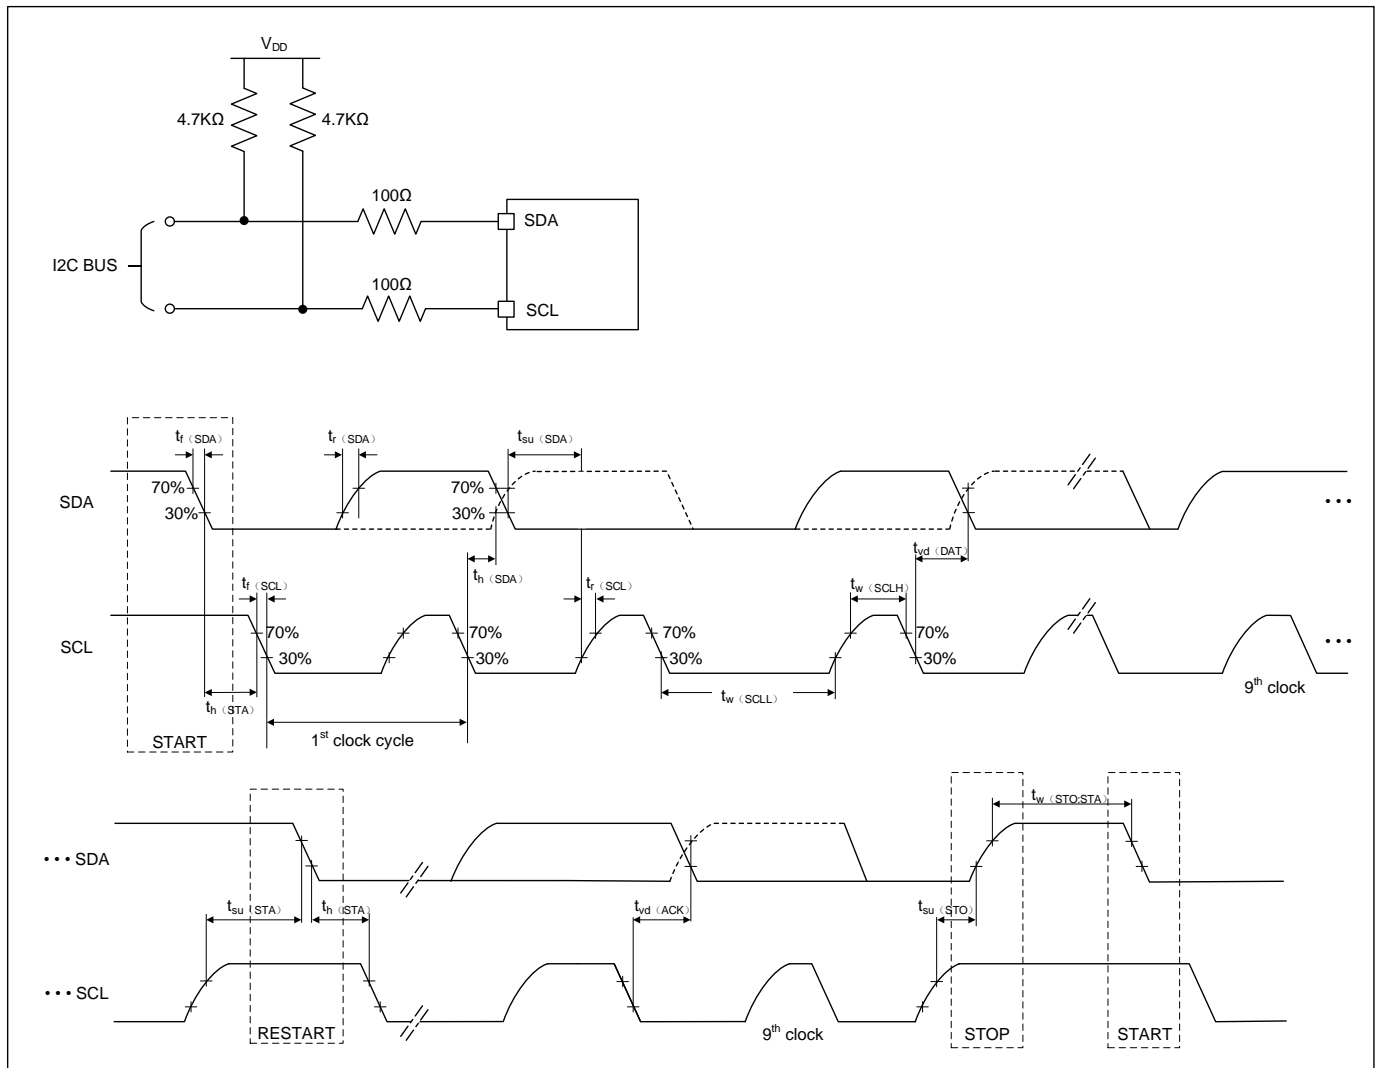 VDD
4.7KΩ 4.7KΩ
100Ω
SDA
I2C BUS
100Ω
SCL
tf（SDA） tr（SDA） tsu（SDA）
70% 70%
SDA
30% 30%
•••
tvd（DAT）
tf（SCL） th（SDA） tr（SCL） tw（SCLH）
70% 70% 70% 70%
SCL •••
30% 30% 30% 30%
9th clock
th（STA） tw（SCLL）
START 1st clock cycle
tw（STO:STA）
•••SDA
tsu（STA） th（STA） tvd（ACK） tsu（STO）
•••SCL
RESTART 9th clock STOP START